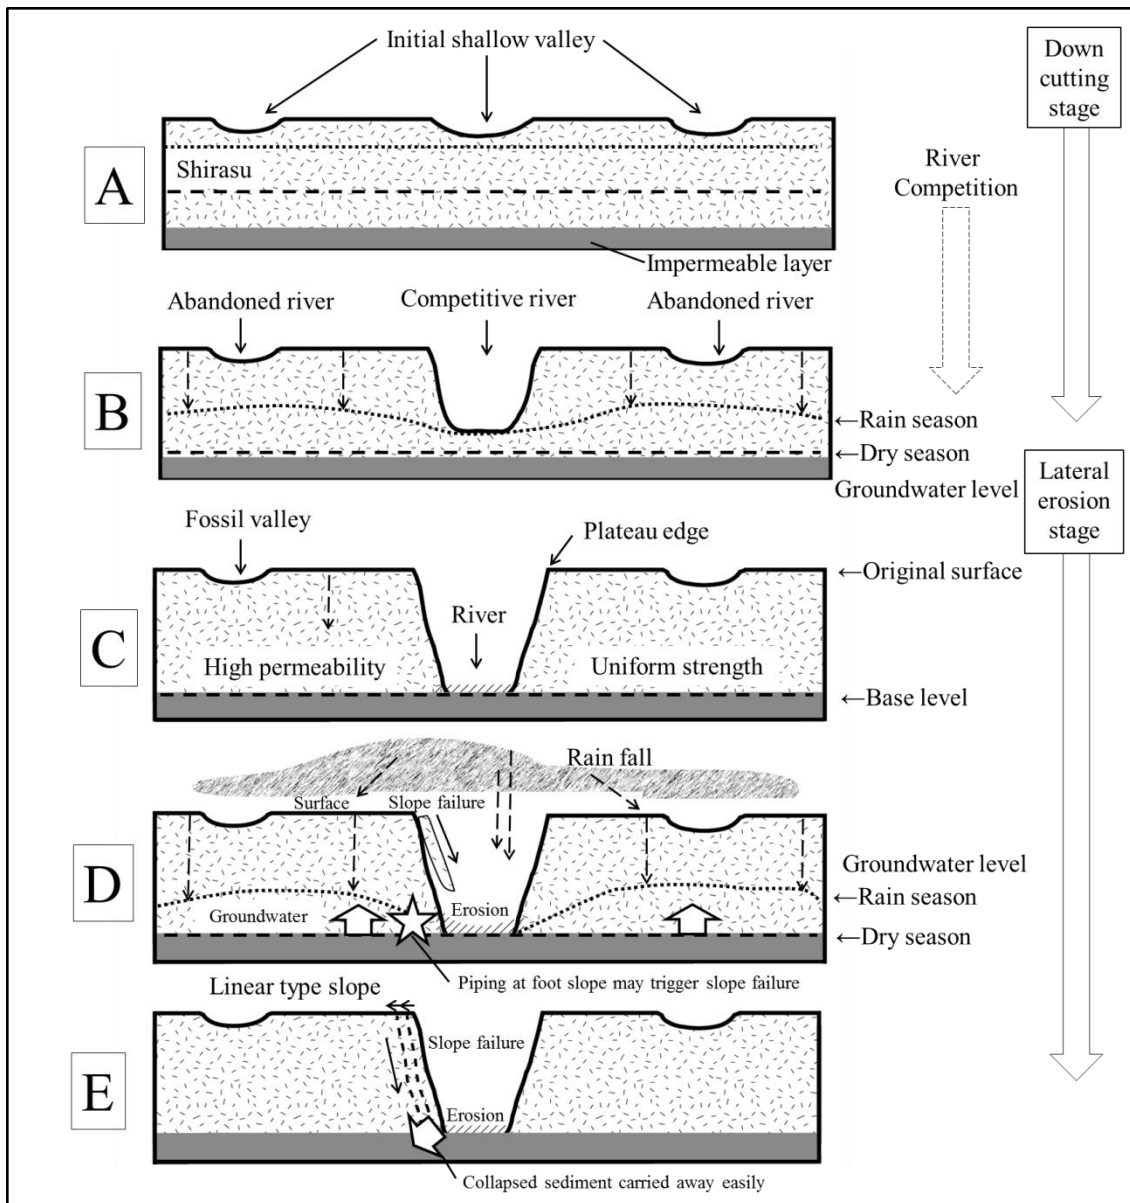 Initial shallow valley
Down
cutting
stage
A
Shirasu
River
Competition
Impermeable layer
Abandoned river
Competitive river
Abandoned river
B
←Rain season
←Dry season
Groundwater level
Lateral
erosion
stage
Fossil valley
Plateau edge
←Original surface
C
River
High permeability
Uniform strength
←Base level
Rain fall
Surface
Slope failure
D
Groundwater level
←Rain season
Groundwater
Erosion
←Dry season
Piping at foot slope may trigger slope failure
Linear type slope
E
Slope failure
Erosion
Collapsed sediment carried away easily